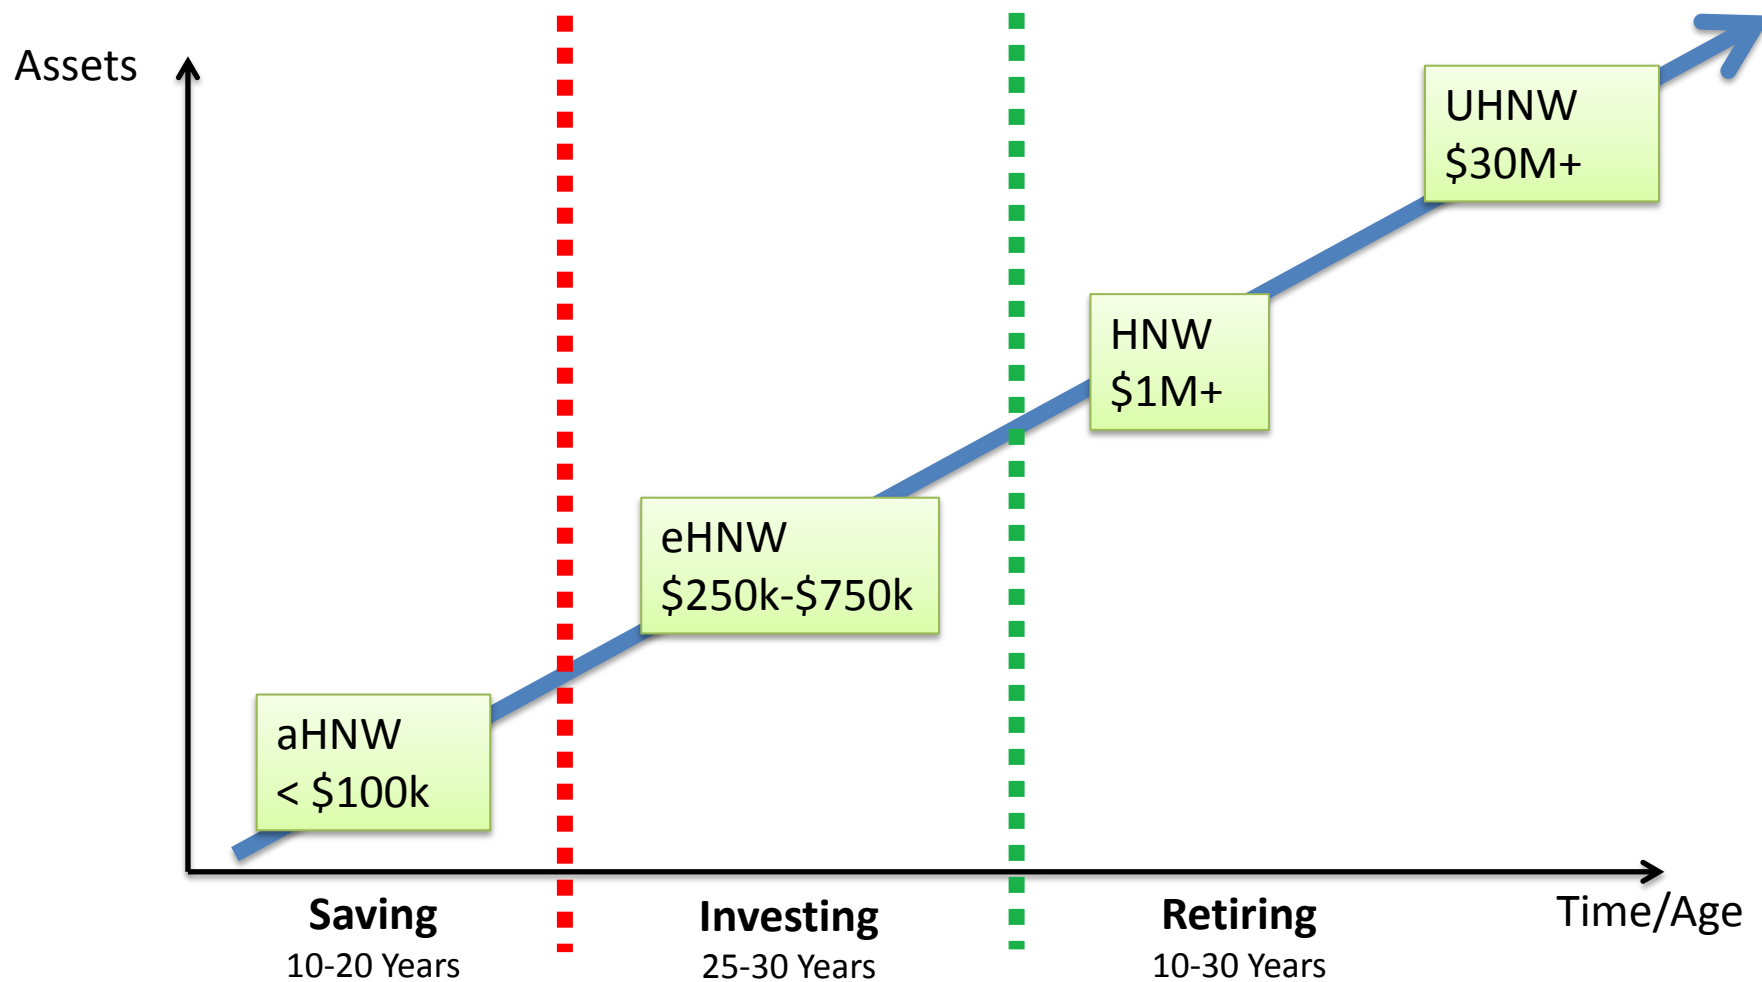 Assets
UHNW
$30M+
HNW
$1M+
eHNW
$250k-$750k
aHNW
< $100k
Saving
10-20 Years
Investing
25-30 Years
Retiring
10-30 Years
Time/Age